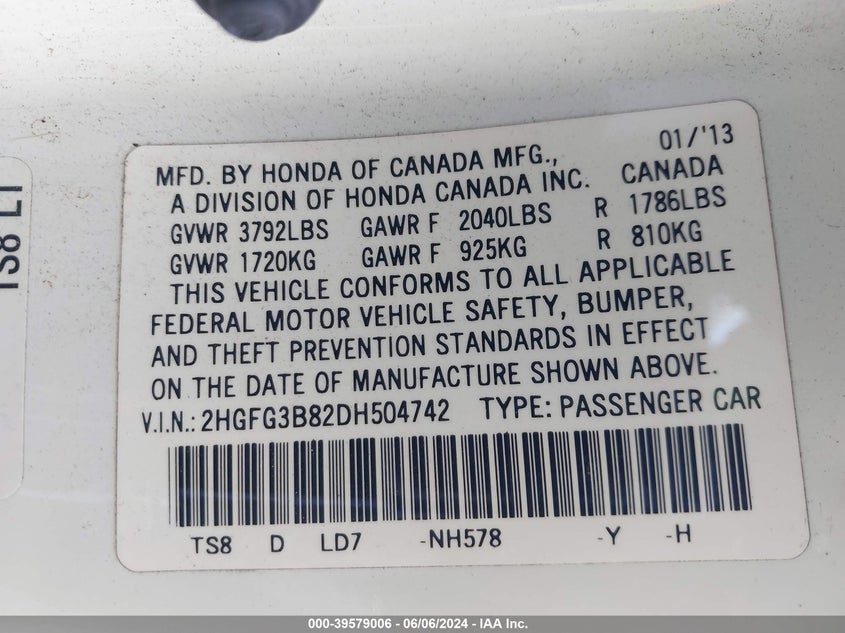 01/'13
MFD. BY HONDA OF CANADA MFG.,
A DIVISION OF HONDA CANADA INC. CANADA
GVWR 3792LBS GAWR F 2040LBS R 1786LBS
GVWR 1720KG GAWR F 925KG R 810KG
THIS VEHICLE CONFORMS TO ALL APPLICABLE
FEDERAL MOTOR VEHICLE SAFETY, BUMPER,
AND THEFT PREVENTION STANDARDS IN EFFECT
ON THE DATE OF MANUFACTURE SHOWN ABOVE.
V.I.N.: 2HGFG3B82DH504742 TYPE: PASSENGER CAR
TS8 D LD7 -NH578 -Y -H
TS8 L1
000-39579006 - 06/06/2024 - IAA Inc.